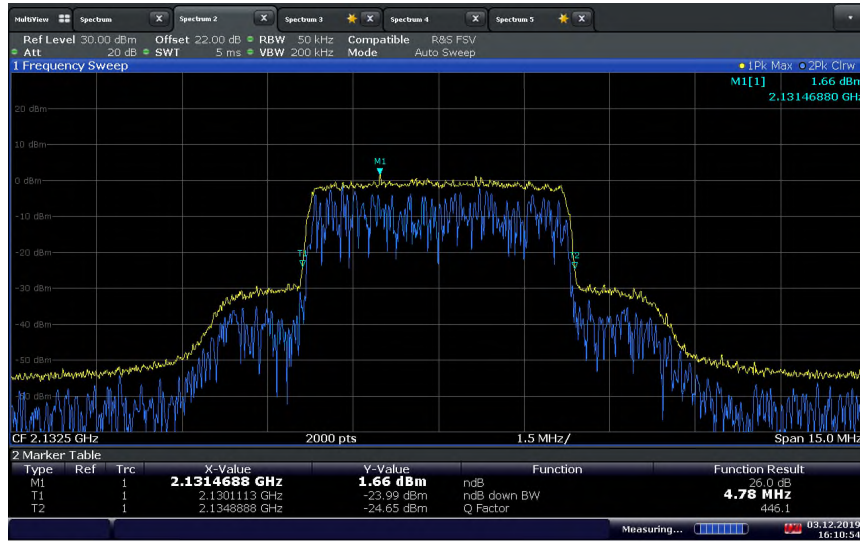 MultiView Spectrum X Spectrum 2 X Spectrum 3 X Spectrum 4 X Spectrum 5 X
Ref Level 30.00 dBm Offset 22.00 dB RBW 50 kHz Compatible R&S FSV
Att 20 dB SWT 5 ms VBW 200 kHz Mode Auto Sweep
1 Frequency Sweep 1Pk Max 2Pk Clrw
M1[1] 1.66 dBm
2.13146880 GHz
20 dBm
10 dBm
M1
0 dBm
-10 dBm
-20 dBm
T1 T2
-30 dBm
-40 dBm
-50 dBm
CF 2.1325 GHz 2000 pts 1.5 MHz/ Span 15.0 MHz
2 Marker Table
Type Ref Trc X-Value Y-Value Function Function Result
M1 1 2.1314688 GHz 1.66 dBm ndB 26.0 dB
T1 1 2.1301113 GHz -23.99 dBm ndB down BW 4.78 MHz
T2 1 2.1348888 GHz -24.65 dBm Q Factor 446.1
Measuring... 03.12.2019
16:10:54